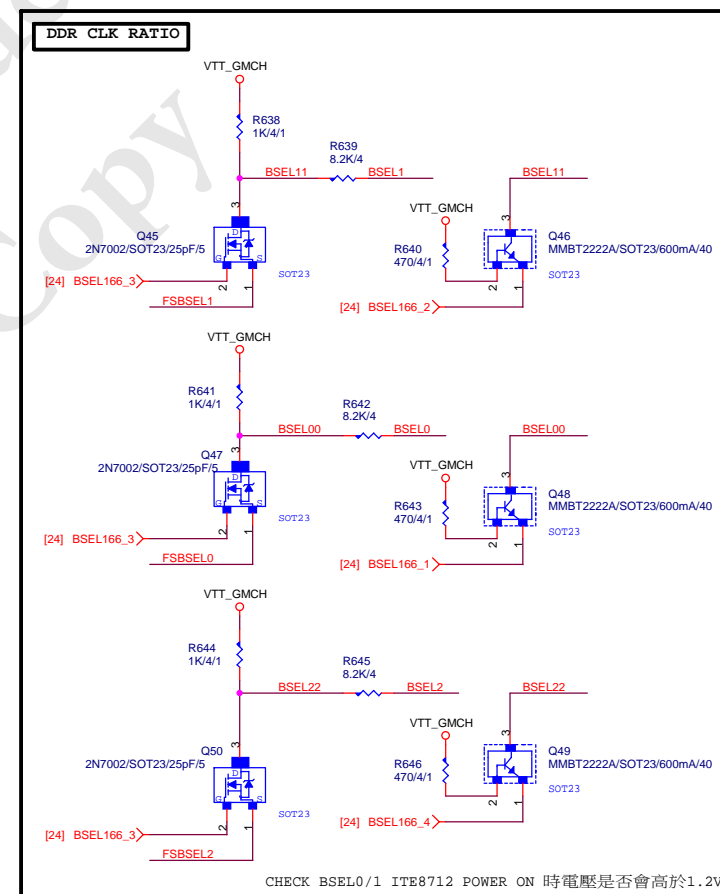 DDR CLK RATIO
VTT_GMCH
R638
1K/4/1
R639
8.2K/4
BSEL11
BSEL1
3
Q45
2N7002/SOT23/25pF/5
D
G
S
SOT23
[24] BSEL166_3
2
1
FSBSEL1
BSEL11
VTT_GMCH
3
R640
470/4/1
Q46
MMBT2222A/SOT23/600mA/40
SOT23
2
1
[24] BSEL166_2
VTT_GMCH
R641
1K/4/1
R642
8.2K/4
BSEL00
BSEL0
3
Q47
2N7002/SOT23/25pF/5
D
G
S
SOT23
[24] BSEL166_3
2
1
FSBSEL0
BSEL00
VTT_GMCH
3
R643
470/4/1
Q48
MMBT2222A/SOT23/600mA/40
SOT23
2
1
[24] BSEL166_1
VTT_GMCH
R644
1K/4/1
R645
8.2K/4
BSEL22
BSEL2
3
Q50
2N7002/SOT23/25pF/5
D
G
S
SOT23
[24] BSEL166_3
2
1
FSBSEL2
BSEL22
VTT_GMCH
3
R646
470/4/1
Q49
MMBT2222A/SOT23/600mA/40
SOT23
2
1
[24] BSEL166_4
CHECK BSEL0/1 ITE8712 POWER ON 時電壓是否會高於1.2V
Copy